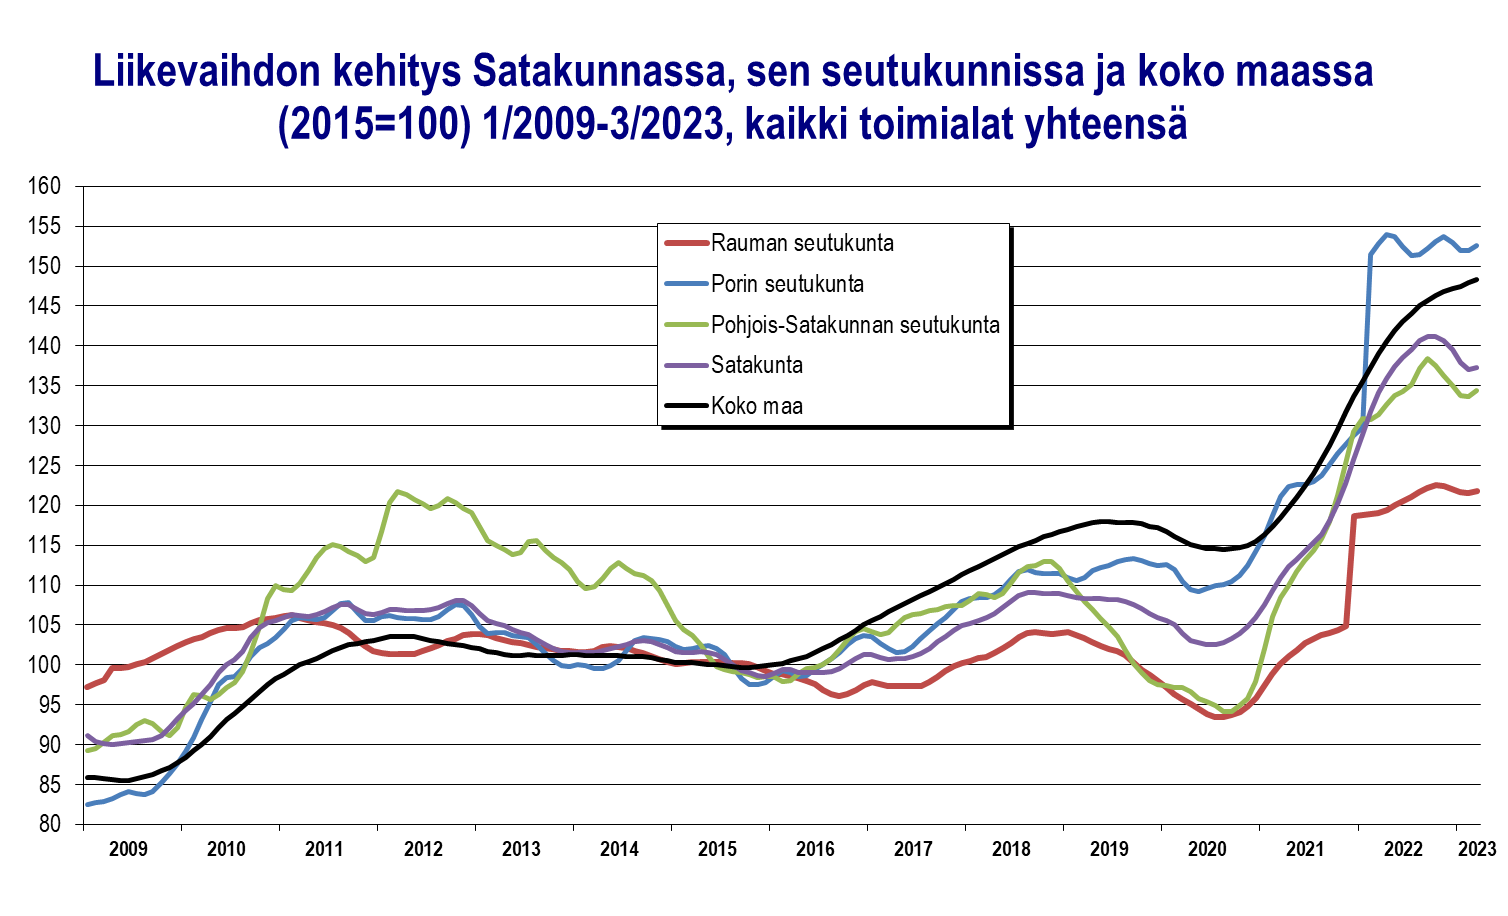 Liikevaihdon kehitys Satakunnassa, sen seutukunnissa ja koko maassa
(2015=100) 1/2009-3/2023, kaikki toimialat yhteensä
160
155
150
145
140
135
130
125
120
115
110
105
100
95
90
85
80
Rauman seutukunta
Porin seutukunta
Pohjois-Satakunnan seutukunta
Satakunta
Koko maa
2009 2010 2011 2012 2013 2014 2015 2016 2017 2018 2019 2020 2021 2022 2023